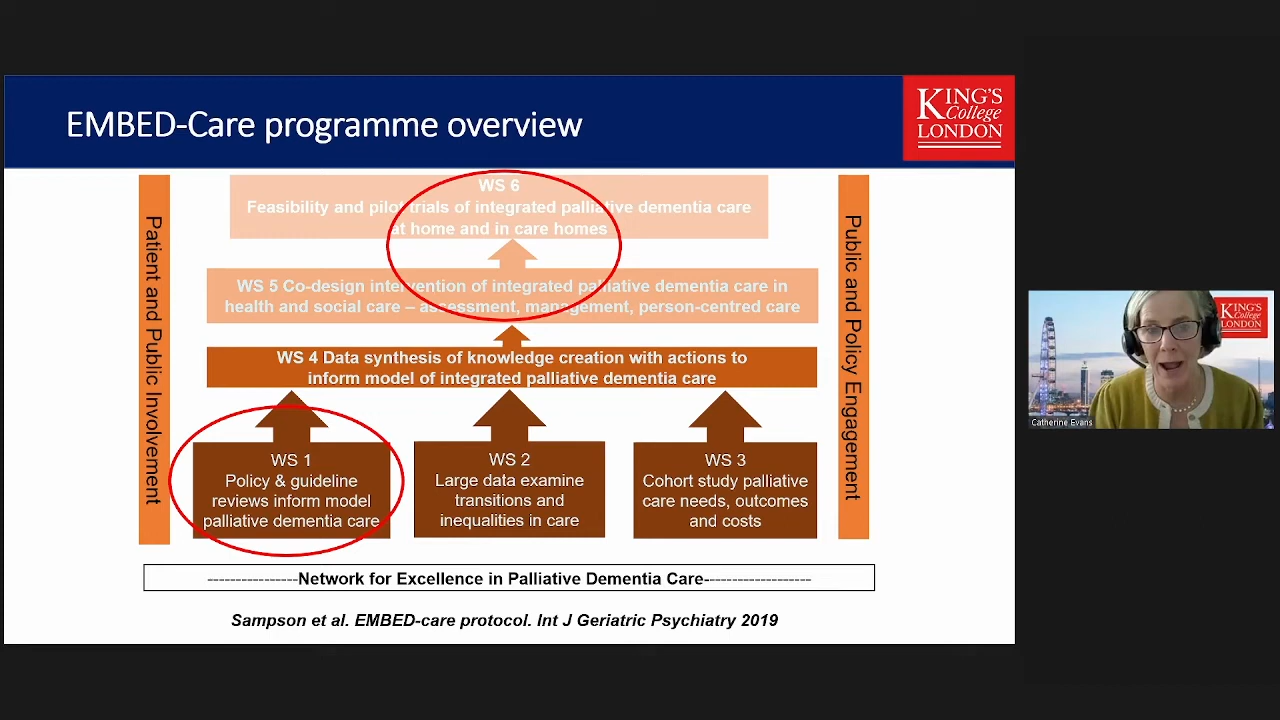 EMBED-Care programme overview
KING'S
College
LONDON
WS 6
Feasibility and pilot trials of integrated palliative dementia care
at home and in care homes
WS 5 Co-design intervention of integrated palliative dementia care in
health and social care – assessment, management, person-centred care
WS 4 Data synthesis of knowledge creation with actions to
inform model of integrated palliative dementia care
WS 1
Policy & guideline
reviews inform model
palliative dementia care
WS 2
Large data examine
transitions and
inequalities in care
WS 3
Cohort study palliative
care needs, outcomes
and costs
Patient and Public Involvement
Public and Policy Engagement
----------------Network for Excellence in Palliative Dementia Care------------------
Sampson et al. EMBED-care protocol. Int J Geriatric Psychiatry 2019
KING'S
College
LONDON
Catherine Evans